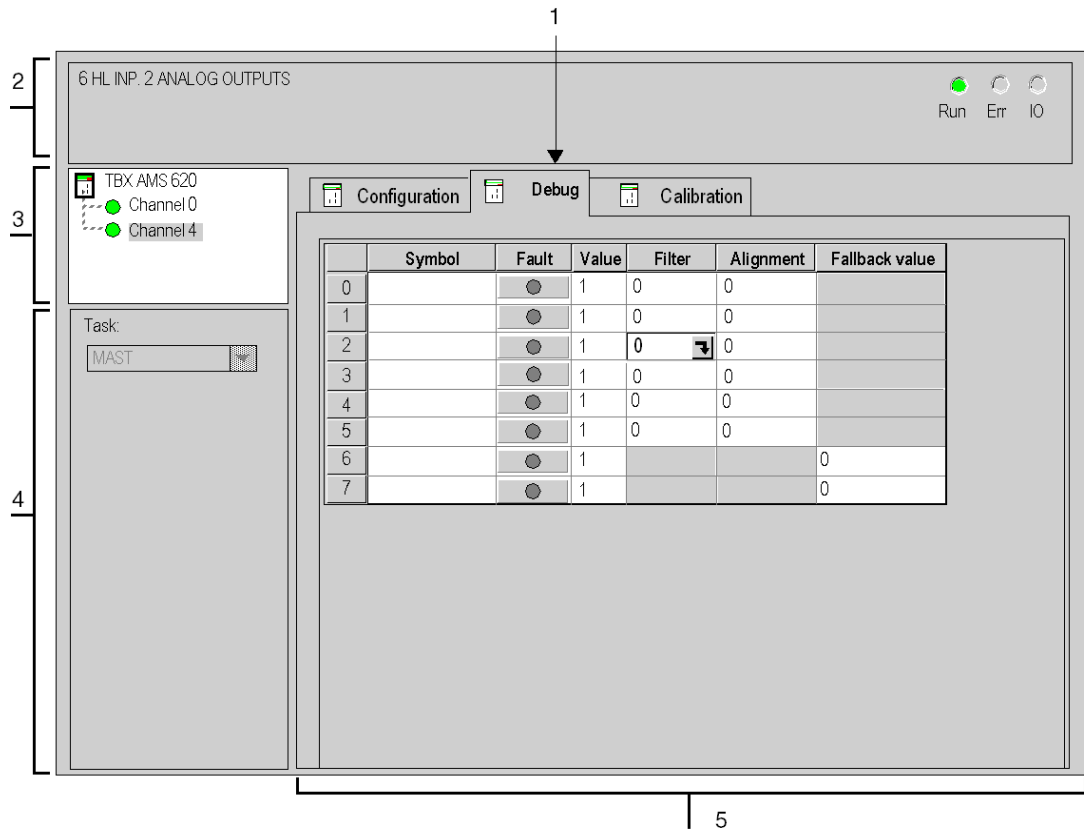 1
2
6 HL INP. 2 ANALOG OUTPUTS
Run Err IO
3
TBX AMS 620
Channel 0
Channel 4
Configuration Debug Calibration
4
Task:
MAST
Symbol Fault Value Filter Alignment Fallback value
0 1 0 0
1 1 0 0
2 1 0 0
3 1 0 0
4 1 0 0
5 1 0 0
6 1 0
7 1 0
5